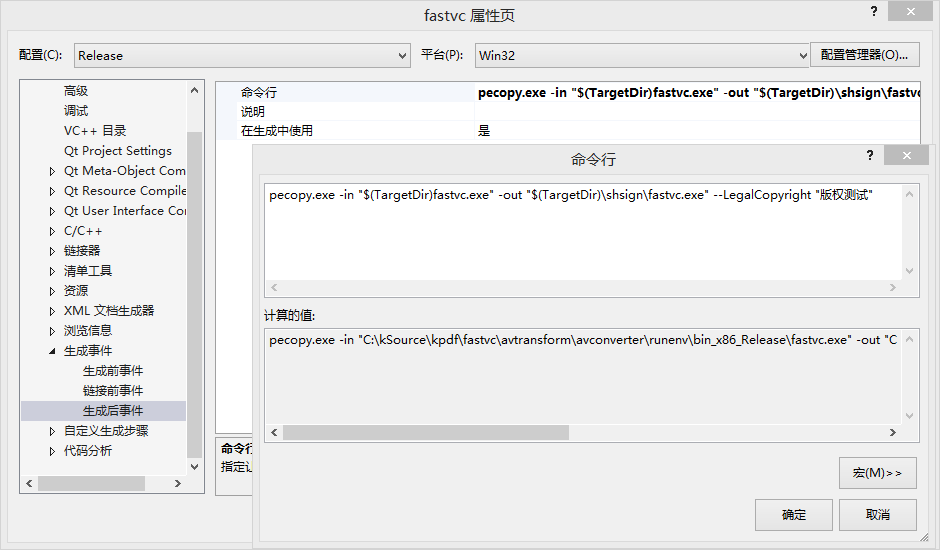 fastvc 属性页
?
配置(C):
Release
平台(P):
Win32
配置管理器(O)...
高级
调试
VC++ 目录
Qt Project Settings
Qt Meta-Object Com
Qt Resource Compile
Qt User Interface Co
C/C++
链接器
清单工具
资源
XML 文档生成器
浏览信息
生成事件
生成前事件
链接前事件
生成后事件
自定义生成步骤
代码分析
命令行
pecopy.exe -in "$(TargetDir)fastvc.exe" -out "$(TargetDir)\shsign\fastvc
说明
在生成中使用
是
命令行
指定
命令行
?
pecopy.exe -in "$(TargetDir)fastvc.exe" -out "$(TargetDir)\shsign\fastvc.exe" --LegalCopyright "版权测试"
计算的值:
pecopy.exe -in "C:\kSource\kpdf\fastvc\avtransform\avconverter\runenv\bin_x86_Release\fastvc.exe" -out "C
宏(M)>>
确定
取消